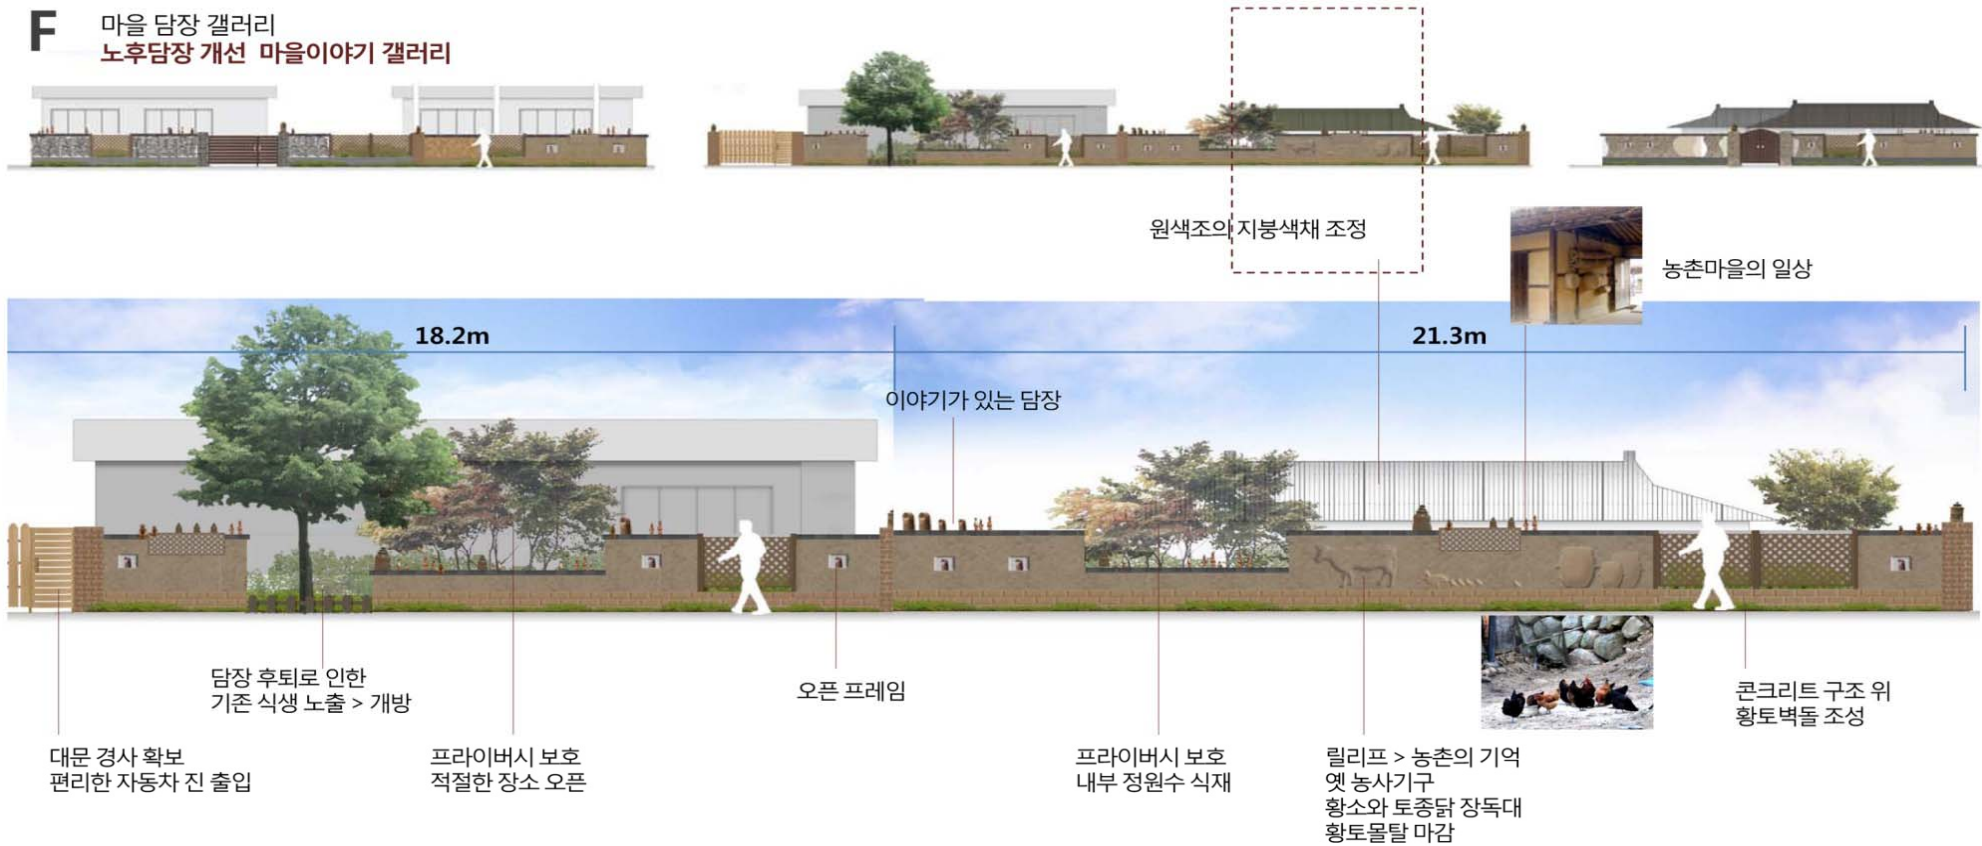 F
마을 담장 갤러리
노후담장 개선 마을이야기 갤러리
원색조의 지붕색채 조정
농촌마을의 일상
18.2m
21.3m
이야기가 있는 담장
담장 후퇴로 인한
기존 식생 노출 > 개방
오픈 프레임
콘크리트 구조 위
황토벽돌 조성
대문 경사 확보
편리한 자동차 진 출입
프라이버시 보호
적절한 장소 오픈
프라이버시 보호
내부 정원수 식재
릴리프 > 농촌의 기억
옛 농사기구
황소와 토종닭 장독대
황토몰탈 마감